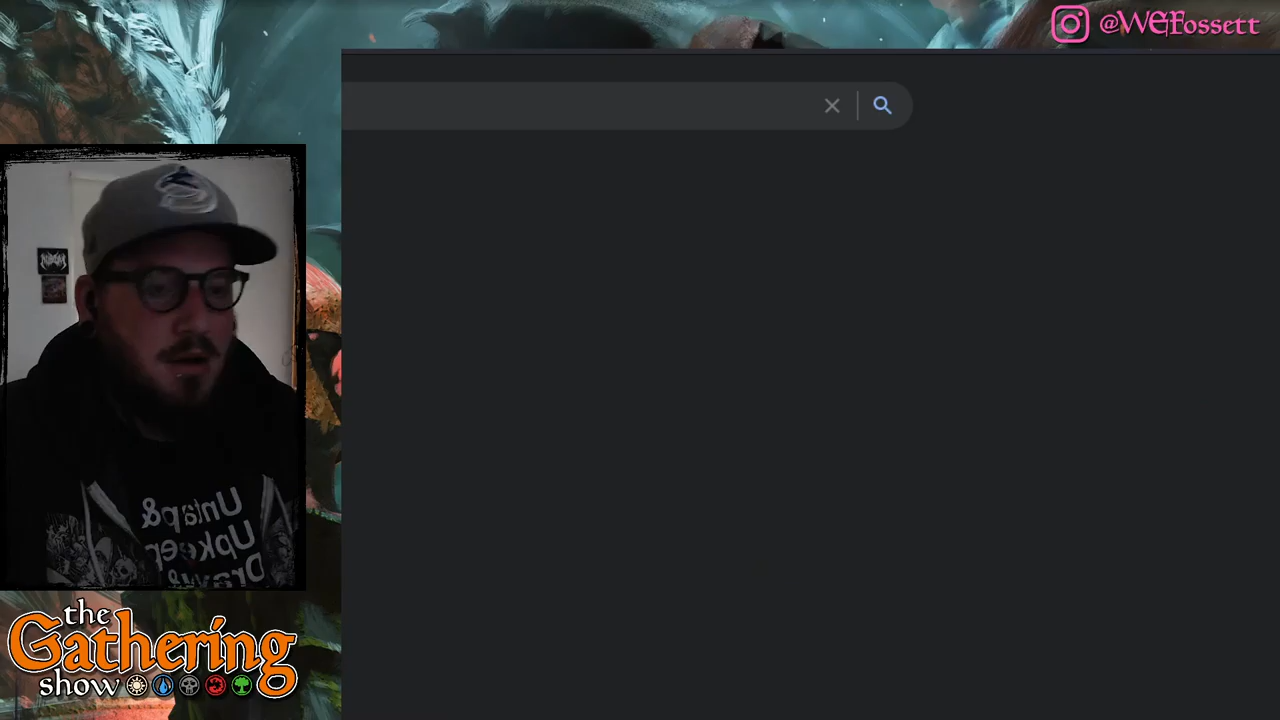 @WEFossett
Untap&
Upkeep
Draw&
the
Gathering
show